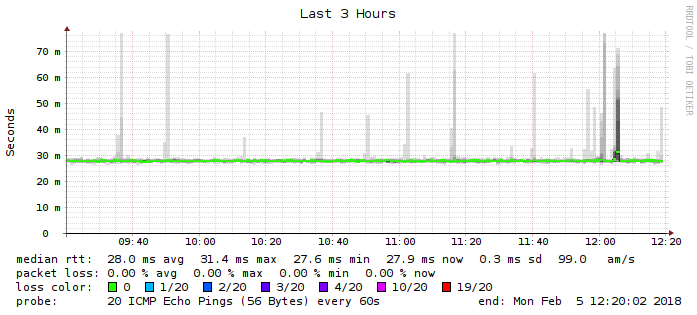 Last 3 Hours
RRDTOOL / TOBI OETIKER
Seconds
70 m
60 m
50 m
40 m
30 m
20 m
10 m
0
09:40 10:00 10:20 10:40 11:00 11:20 11:40 12:00 12:20
median rtt: 28.0 ms avg 31.4 ms max 27.6 ms min 27.9 ms now 0.3 ms sd 99.0 am/s
packet loss: 0.00 % avg 0.00 % max 0.00 % min 0.00 % now
loss color: 0 1/20 2/20 3/20 4/20 10/20 19/20
probe: 20 ICMP Echo Pings (56 Bytes) every 60s end: Mon Feb 5 12:20:02 2018